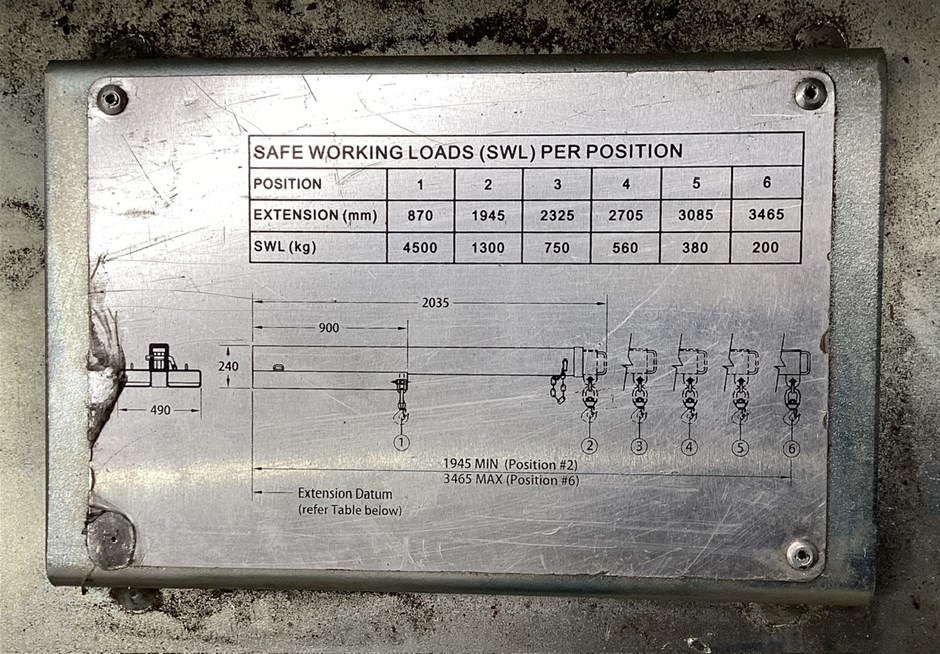 SAFE WORKING LOADS (SWL) PER POSITION
POSITION 1 2 3 4 5 6
EXTENSION (mm) 870 1945 2325 2705 3085 3465
SWL (kg) 4500 1300 750 560 380 200
2035
900
240
490
1 2 3 4 5 6
1945 MIN (Position #2)
3465 MAX (Position #6)
Extension Datum
(refer Table below)